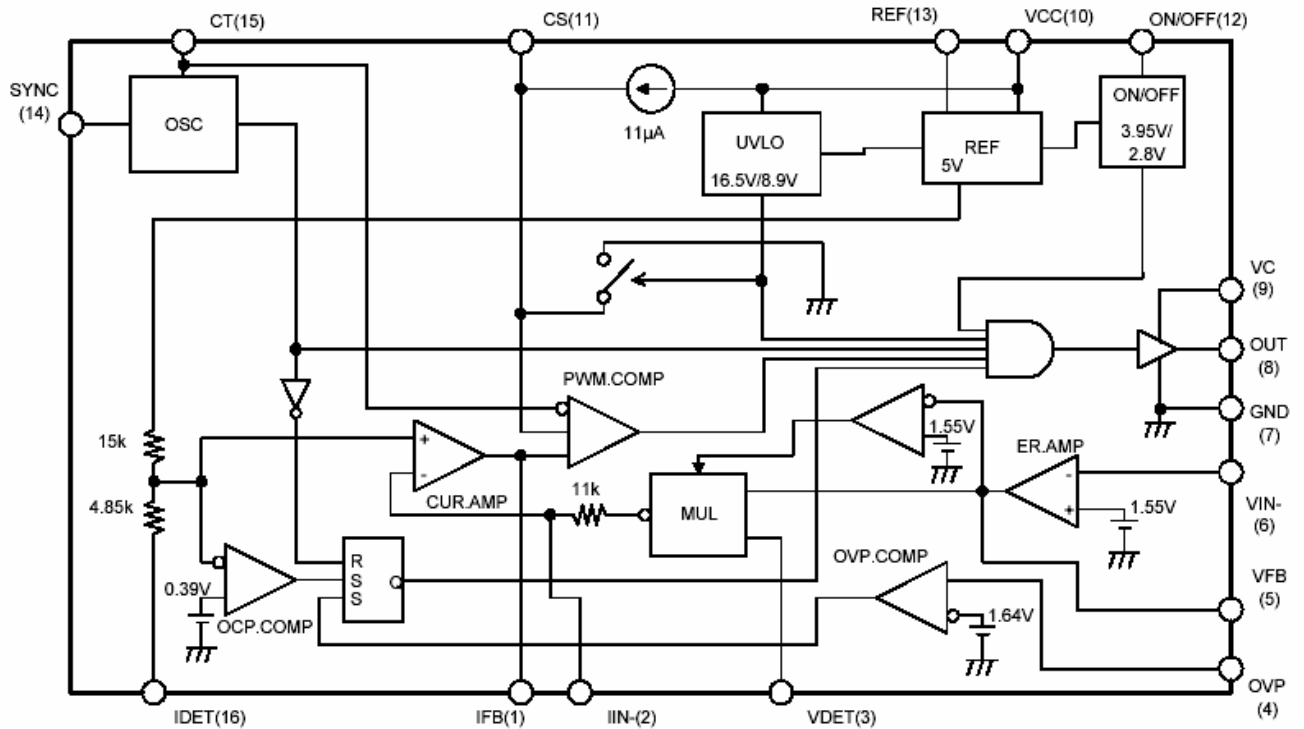 CT(15)
CS(11)
REF(13)
VCC(10)
ON/OFF(12)
SYNC
(14)
OSC
11µA
UVLO
16.5V/8.9V
REF
5V
ON/OFF
3.95V/
2.8V
VC
(9)
OUT
(8)
GND
(7)
PWM.COMP
15k
+
-
CUR.AMP
4.85k
11k
MUL
1.55V
ER.AMP
-
+
1.55V
VIN-
(6)
0.39V
OCP.COMP
R
S
S
Q
OVP.COMP
1.64V
VFB
(5)
OVP
(4)
IDET(16)
IFB(1)
IIN-(2)
VDET(3)